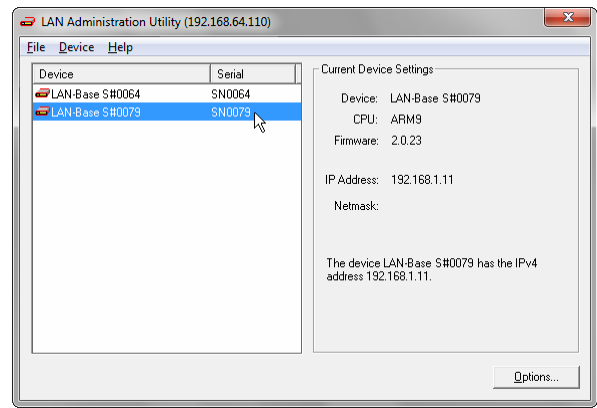 LAN Administration Utility (192.168.64.110)
File Device Help
Device Serial
LAN-Base S#0064 SN0064
LAN-Base S#0079 SN0079
Current Device Settings
Device: LAN-Base S#0079
CPU: ARM9
Firmware: 2.0.23
IP Address: 192.168.1.11
Netmask:
The device LAN-Base S#0079 has the IPv4
address 192.168.1.11.
Options...